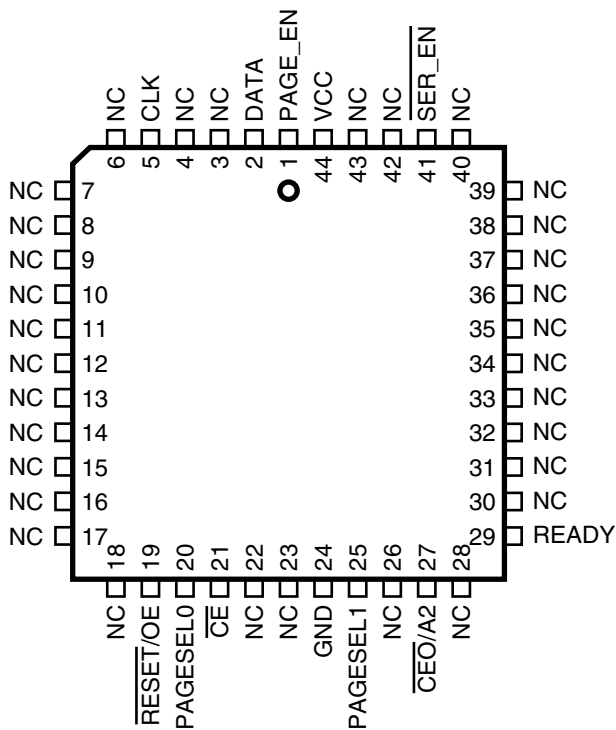 NC
CLK
NC
NC
DATA
PAGE_EN
VCC
NC
NC
SER_EN
NC
6
5
4
3
2
1
44
43
42
41
40
NC 7
NC 8
NC 9
NC 10
NC 11
NC 12
NC 13
NC 14
NC 15
NC 16
NC 17
39 NC
38 NC
37 NC
36 NC
35 NC
34 NC
33 NC
32 NC
31 NC
30 NC
29 READY
18
19
20
21
22
23
24
25
26
27
28
NC
RESET/OE
PAGESEL0
CE
NC
NC
GND
PAGESEL1
NC
CEO/A2
NC